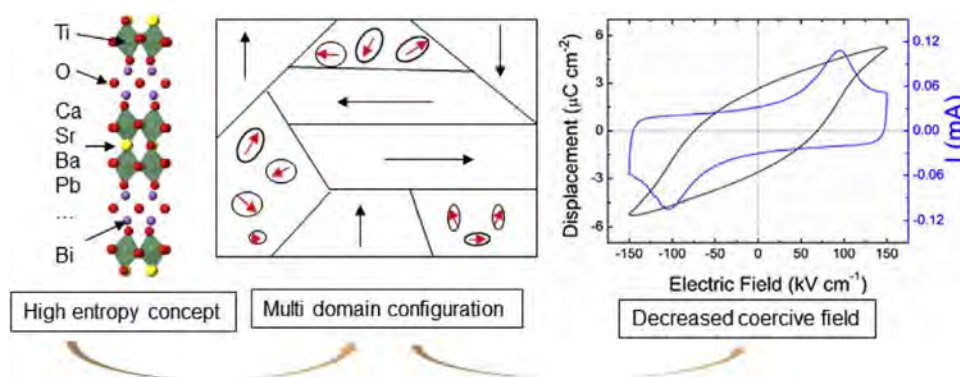 Ti
O
Ca
Sr
Ba
Pb
...
Bi
High entropy concept
Multi domain configuration
Displacement (μC cm⁻²)
6
3
0
-3
-6
-150 -100 -50 0 50 100 150
Electric Field (kV cm⁻¹)
0.12
0.06
0.00
-0.06
-0.12
I (mA)
Decreased coercive field